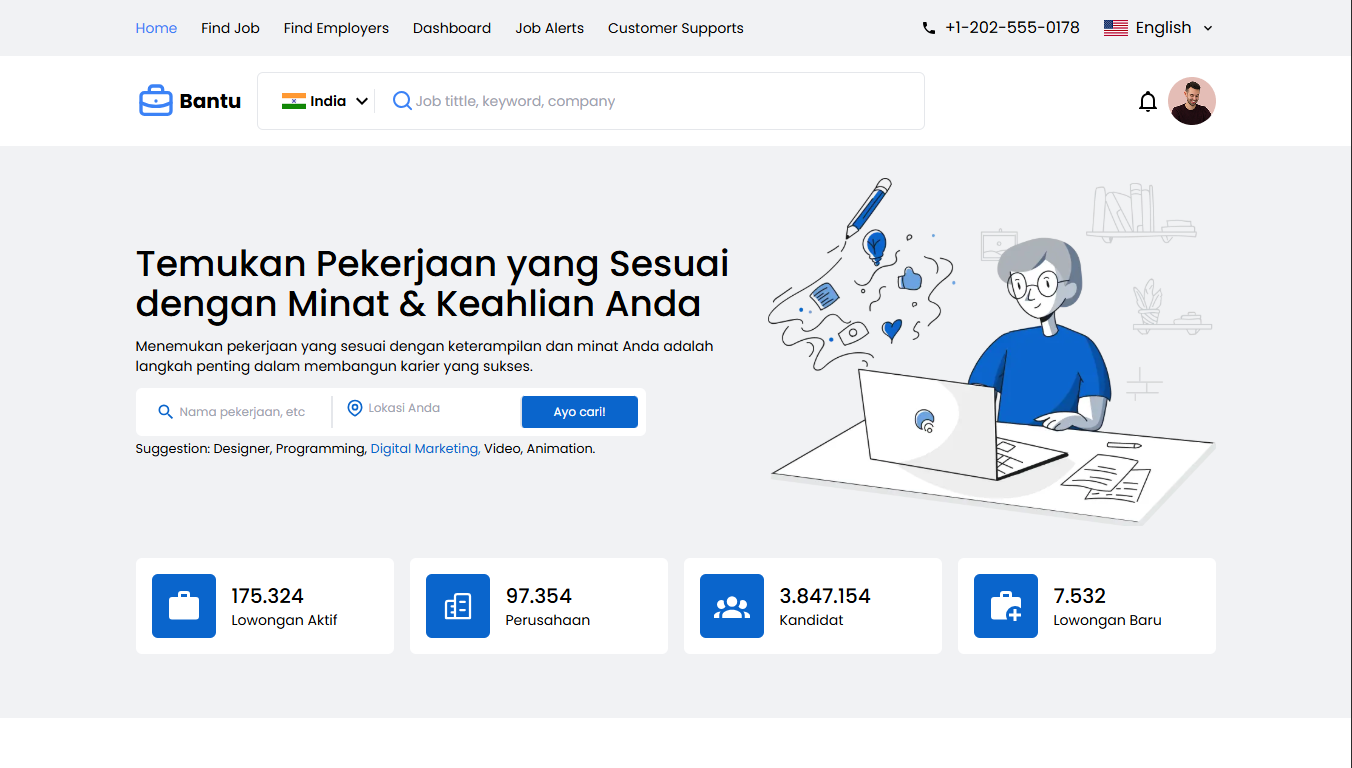 Home Find Job Find Employers Dashboard Job Alerts Customer Supports +1-202-555-0178 English
Bantu India Job tittle, keyword, company
Temukan Pekerjaan yang Sesuai
dengan Minat & Keahlian Anda
Menemukan pekerjaan yang sesuai dengan keterampilan dan minat Anda adalah
langkah penting dalam membangun karier yang sukses.
Nama pekerjaan, etc Lokasi Anda Ayo cari!
Suggestion: Designer, Programming, Digital Marketing, Video, Animation.
175.324 97.354 3.847.154 7.532
Lowongan Aktif Perusahaan Kandidat Lowongan Baru